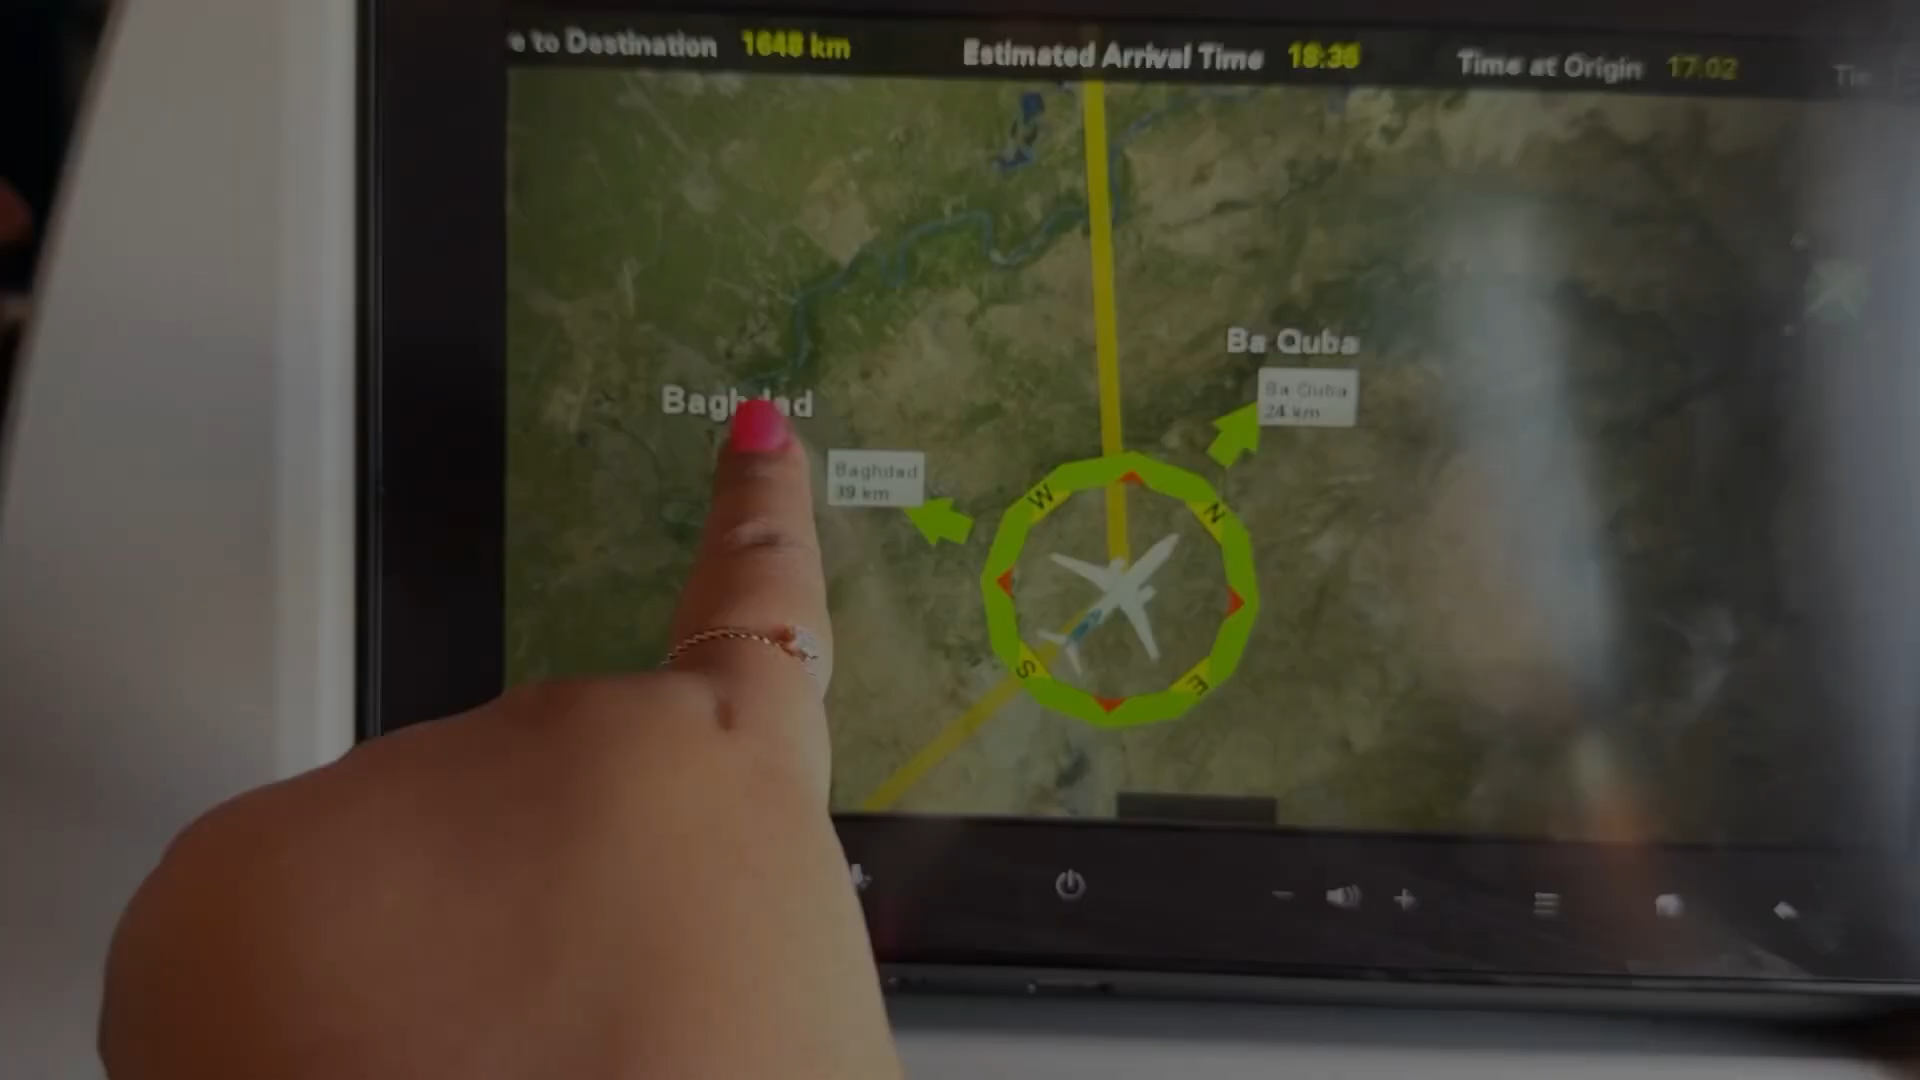 e to Destination 1648 km Estimated Arrival Time 18:36 Time at Origin 17:02 Tie
Ba Quba
Ba Quba
24 km
Baghdad
Baghdad
39 km
W
N
S
E